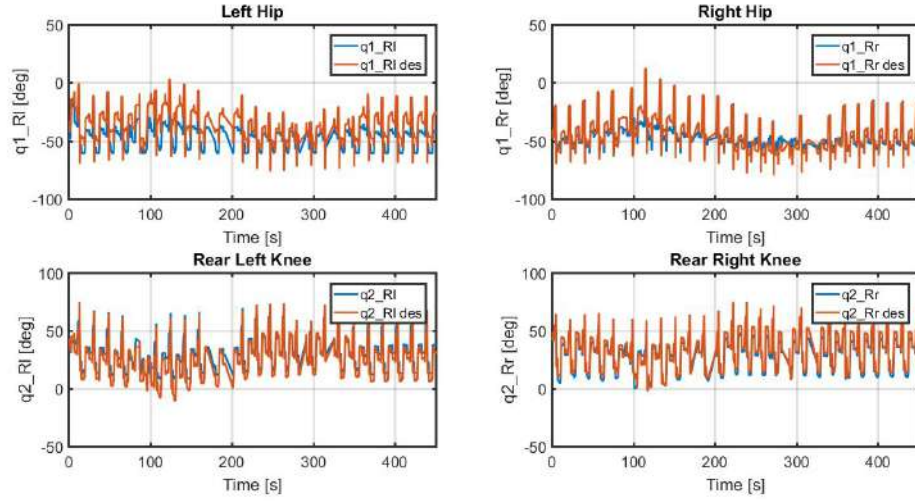 Left Hip
50
0
-50
-100
q1_Rl [deg]
q1_Rl
q1_Rl des
0 100 200 300 400
Time [s]
Right Hip
50
0
-50
-100
q1_Rr [deg]
q1_Rr
q1_Rr des
0 100 200 300 400
Time [s]
Rear Left Knee
100
50
0
-50
q2_Rl [deg]
q2_Rl
q2_Rl des
0 100 200 300 400
Time [s]
Rear Right Knee
100
50
0
-50
q2_Rr [deg]
q2_Rr
q2_Rr des
0 100 200 300 400
Time [s]